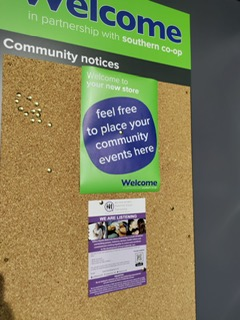 Welcome
in partnership with southern co-op
Community notices
Welcome to
your new store
feel free
to place your
community
events here
Welcome
WE ARE LISTENING